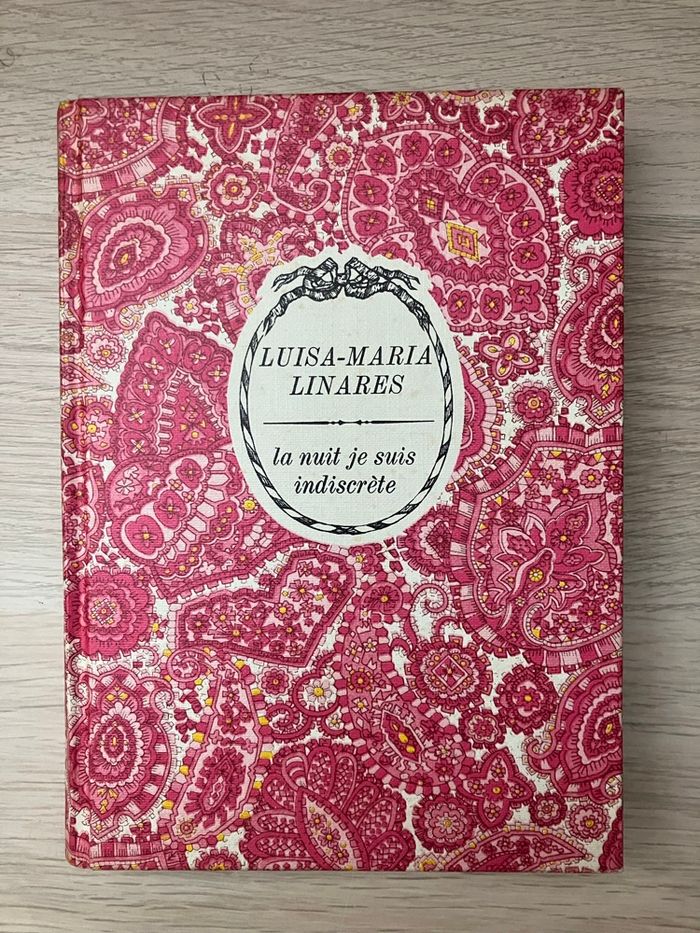 LUISA-MARIA
LINARES
la nuit je suis
indiscrète